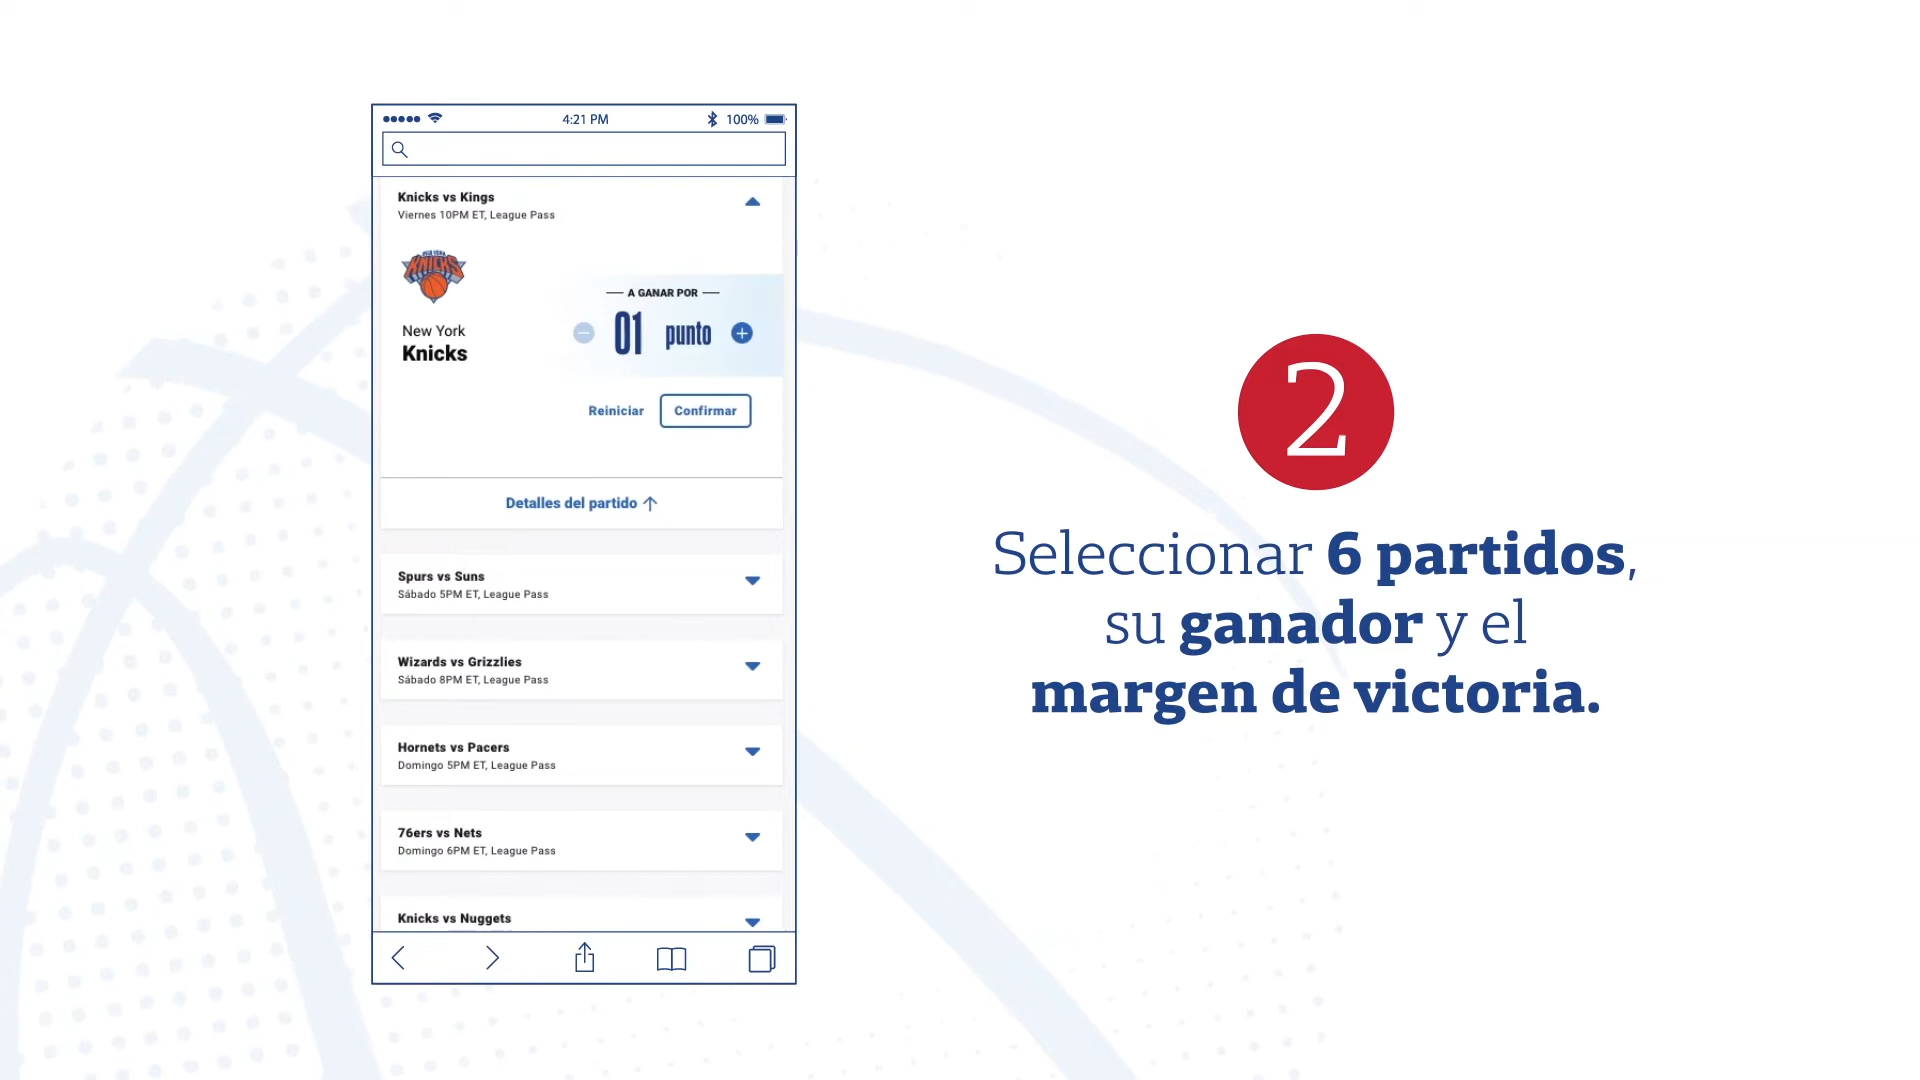 4:21 PM
100%
Knicks vs Kings
Viernes 10PM ET, League Pass
NEW YORK
KNICKS
A GANAR POR
01 punto
New York
Knicks
Reiniciar
Confirmar
Detalles del partido
Spurs vs Suns
Sábado 5PM ET, League Pass
Wizards vs Grizzlies
Sábado 8PM ET, League Pass
Hornets vs Pacers
Domingo 5PM ET, League Pass
76ers vs Nets
Domingo 6PM ET, League Pass
Knicks vs Nuggets
2
Seleccionar 6 partidos,
su ganador y el
margen de victoria.